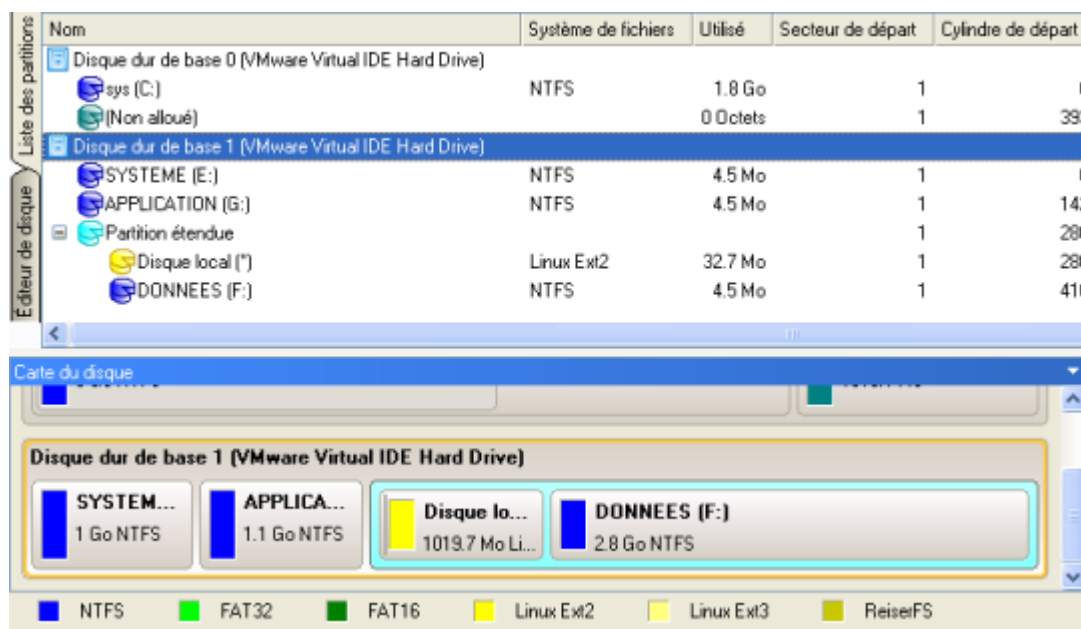 Liste des partitions
Éditeur de disque
Nom Système de fichiers Utilisé Secteur de départ Cylindre de départ
Disque dur de base 0 (VMware Virtual IDE Hard Drive)
sys (C:) NTFS 1.8 Go 1
(Non alloué) 0 Octets 1
Disque dur de base 1 (VMware Virtual IDE Hard Drive)
SYSTEME (E:) NTFS 4.5 Mo 1
APPLICATION (G:) NTFS 4.5 Mo 1
Partition étendue 1
Disque local (*) Linux Ext2 32.7 Mo 1
DONNEES (F:) NTFS 4.5 Mo 1
Carte du disque
Disque dur de base 1 (VMware Virtual IDE Hard Drive)
SYSTEM... APPLICA... Disque lo... DONNEES (F:)
1 Go NTFS 1.1 Go NTFS 1019.7 Mo Li... 2.8 Go NTFS
NTFS FAT32 FAT16 Linux Ext2 Linux Ext3 ReiserFS